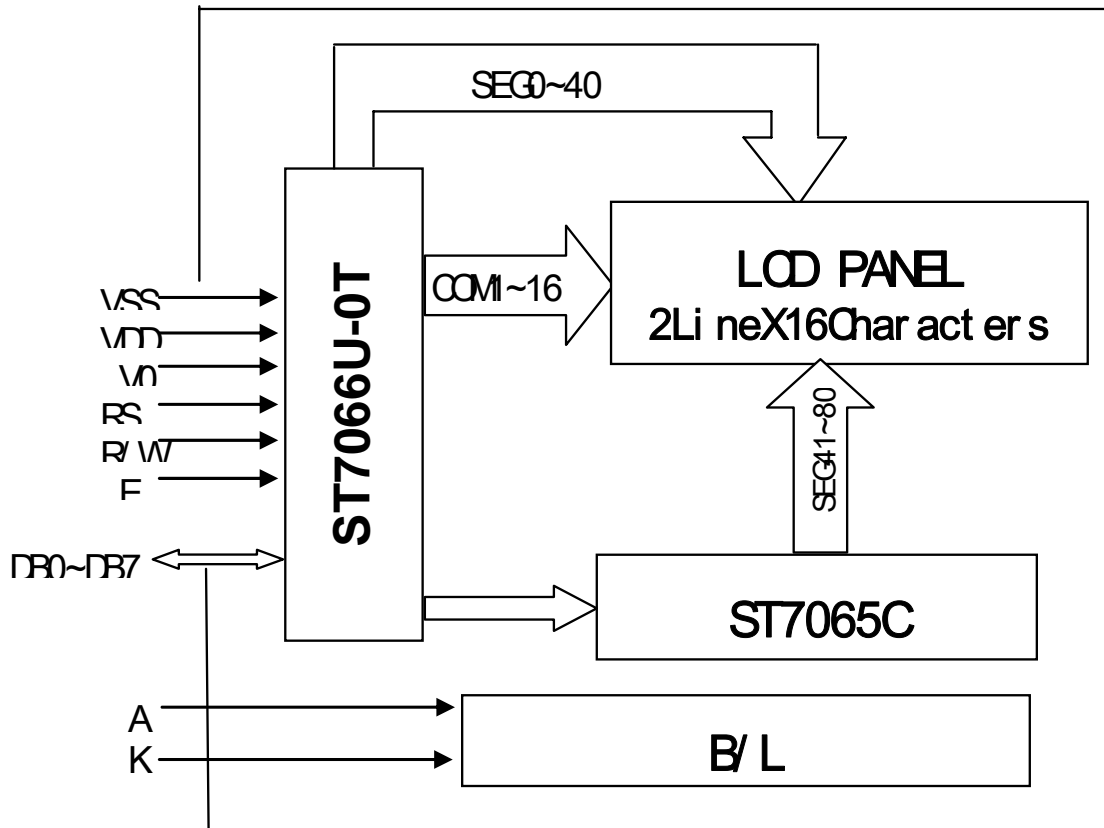 SEG0~40
LCD PANEL
2LineX16Characters
COM1~16
SEG41~80
ST7066U-0T
VSS
VDD
V0
RS
R/W
E
DB0~DB7
ST7065C
A
K
B/L